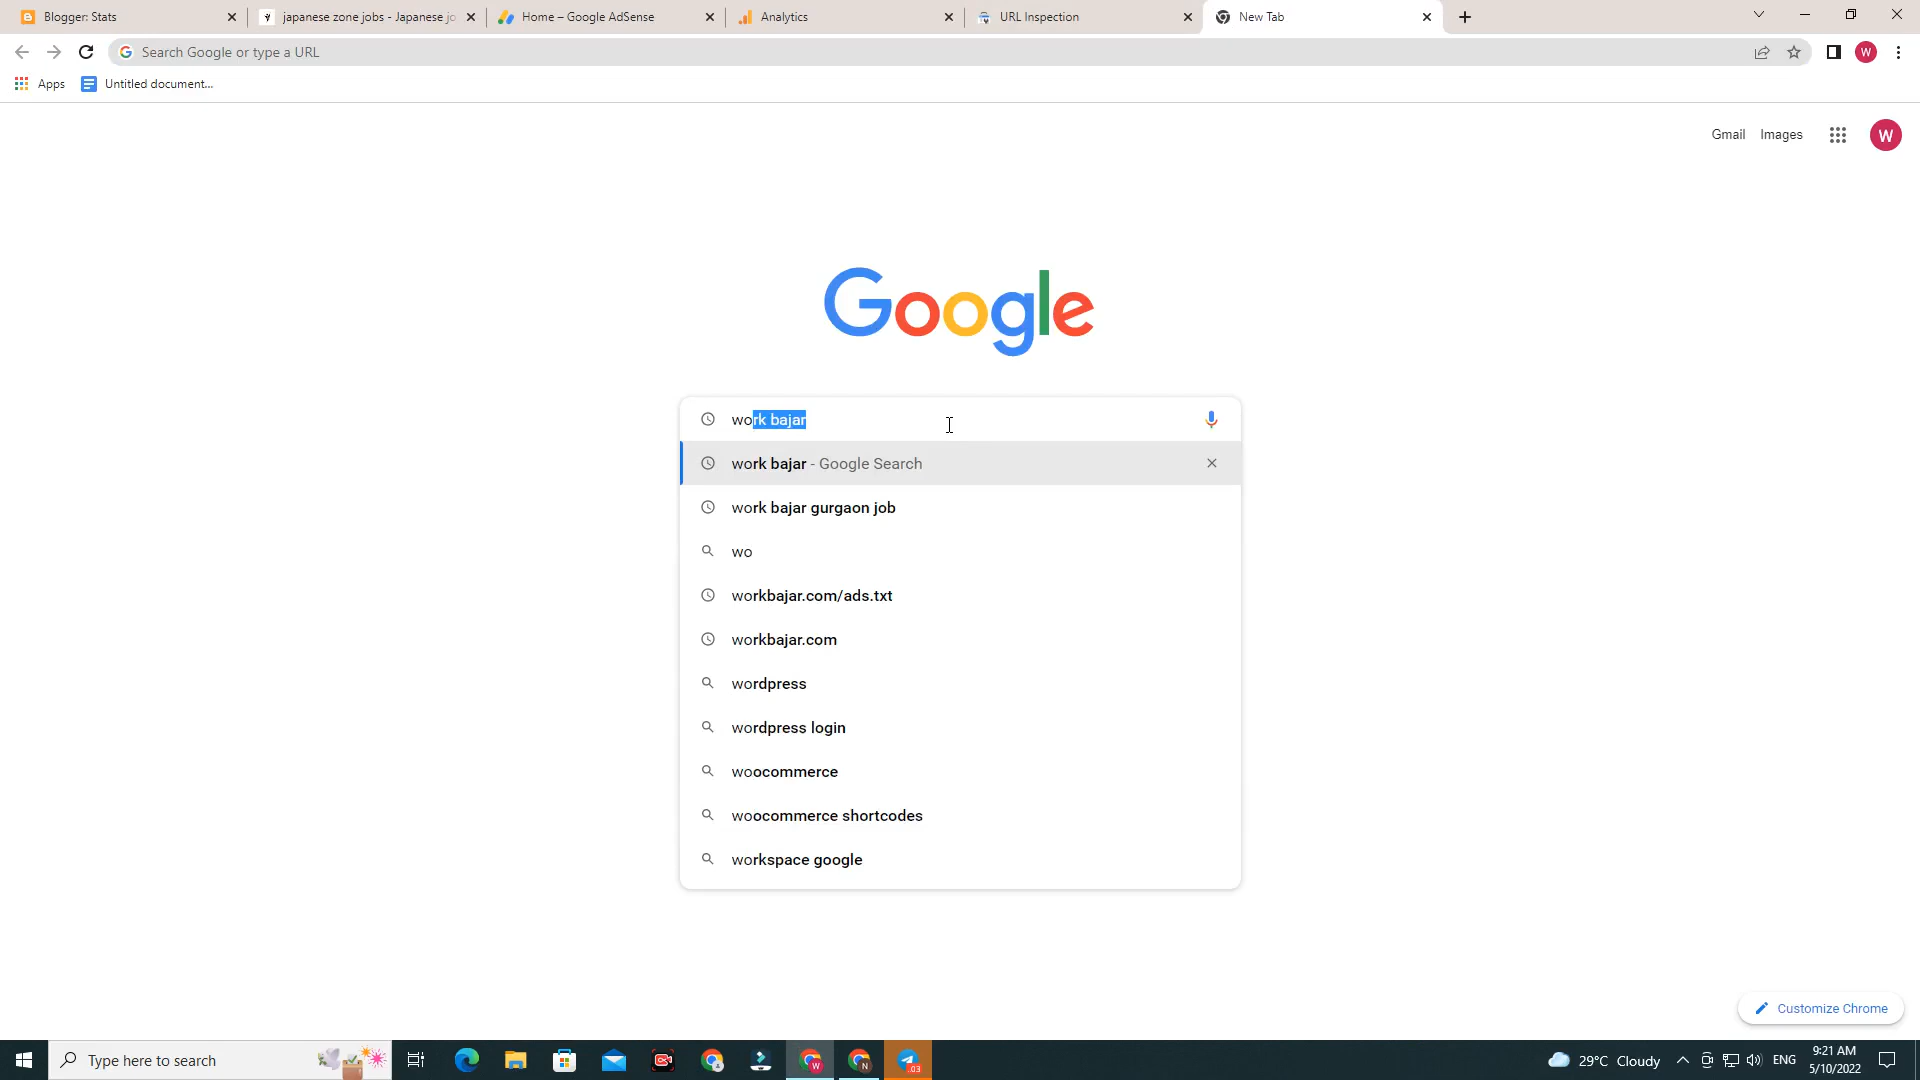 Blogger: Stats
japanese zone jobs - Japanese jo
Home – Google AdSense
Analytics
URL Inspection
New Tab
Search Google or type a URL
W
Apps
Untitled document...
Gmail
Images
W
Google
work bajar
work bajar - Google Search
work bajar gurgaon job
wo
workbajar.com/ads.txt
workbajar.com
wordpress
wordpress login
woocommerce
woocommerce shortcodes
workspace google
Customize Chrome
Type here to search
W
N
.03
29°C Cloudy
ENG
9:21 AM
5/10/2022